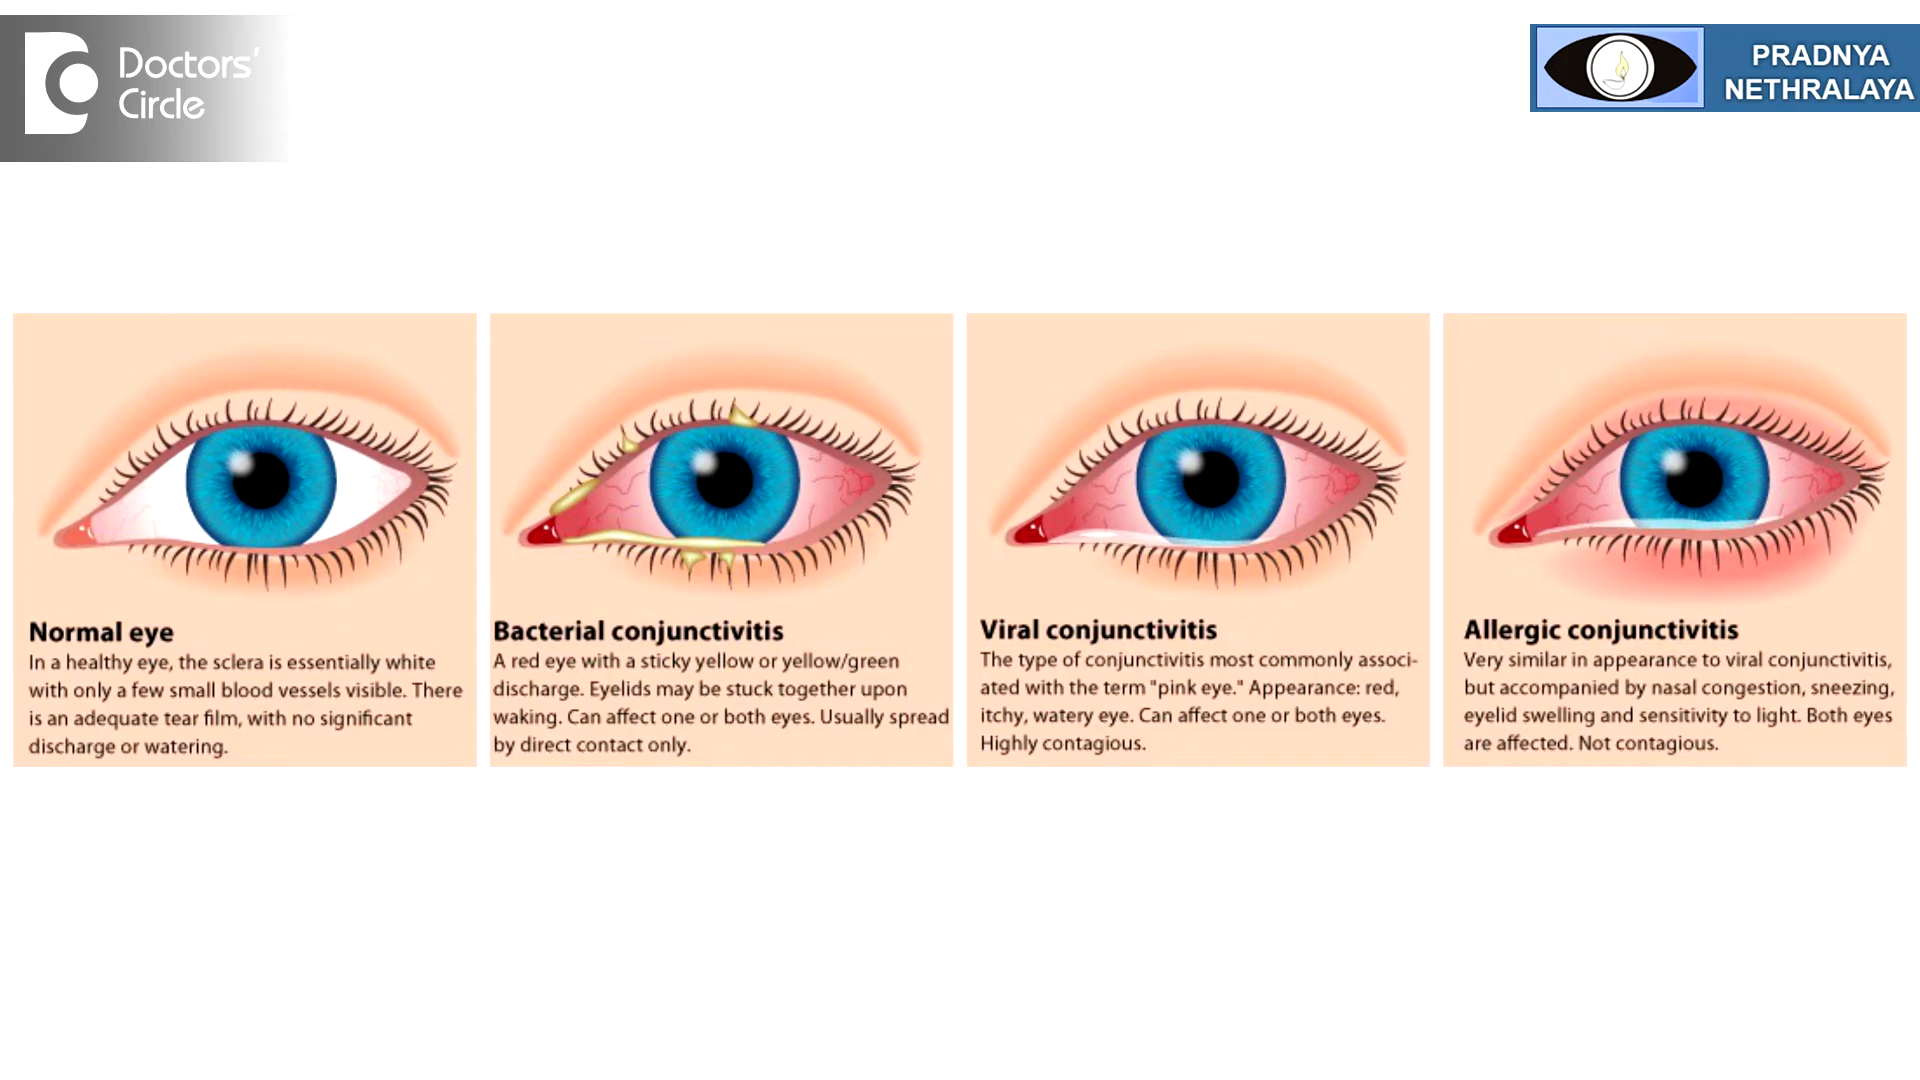 Doctors'
Circle
PRADNYA
NETHRALAYA
Normal eye
In a healthy eye, the sclera is essentially white
with only a few small blood vessels visible. There
is an adequate tear film, with no significant
discharge or watering.
Bacterial conjunctivitis
A red eye with a sticky yellow or yellow/green
discharge. Eyelids may be stuck together upon
waking. Can affect one or both eyes. Usually spread
by direct contact only.
Viral conjunctivitis
The type of conjunctivitis most commonly associ-
ated with the term "pink eye." Appearance: red,
itchy, watery eye. Can affect one or both eyes.
Highly contagious.
Allergic conjunctivitis
Very similar in appearance to viral conjunctivitis,
but accompanied by nasal congestion, sneezing,
eyelid swelling and sensitivity to light. Both eyes
are affected. Not contagious.